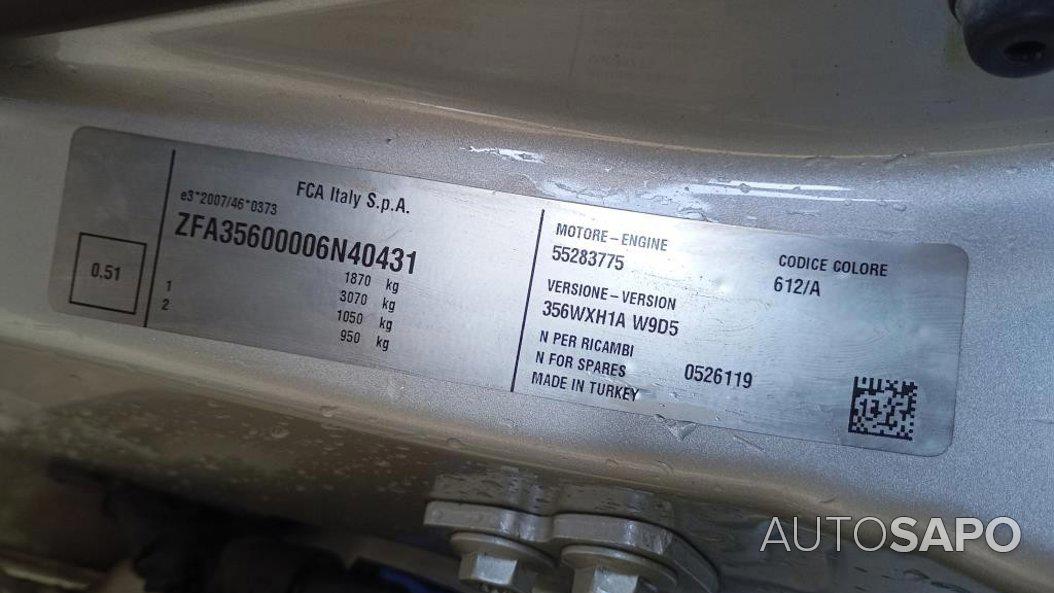 FCA Italy S.p.A.
e3*2007/46*0373
ZFA35600006N40431
0.51
1870 kg
3070 kg
1 1050 kg
2 950 kg
MOTORE – ENGINE
55283775
CODICE COLORE
612/A
VERSIONE – VERSION
356WXH1A W9D5
N PER RICAMBI
N FOR SPARES 0526119
MADE IN TURKEY
AUTOSAPO